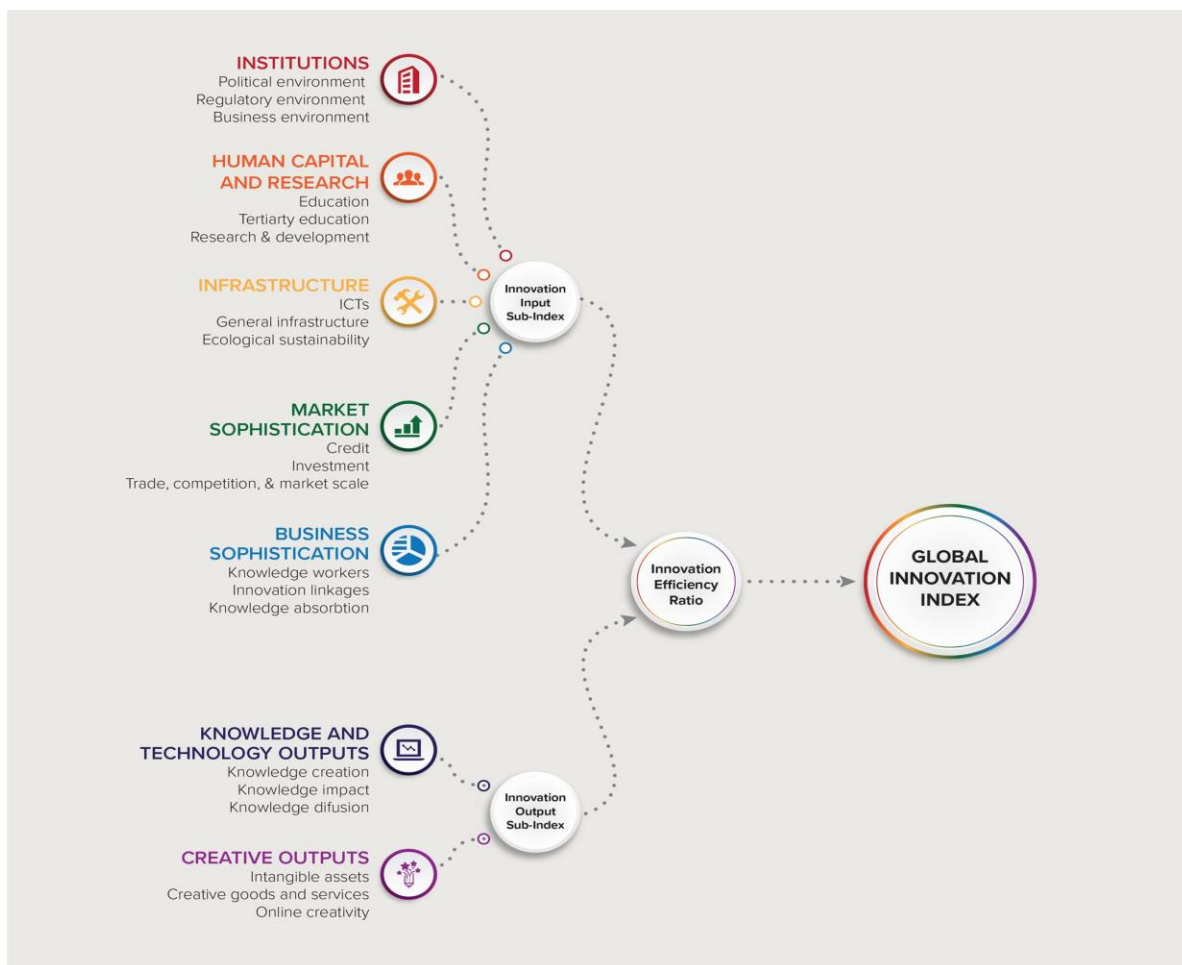 INSTITUTIONS
Political environment
Regulatory environment
Business environment
HUMAN CAPITAL
AND RESEARCH
Education
Tertiarty education
Research & development
INFRASTRUCTURE
ICTs
General infrastructure
Ecological sustainability
MARKET
SOPHISTICATION
Credit
Investment
Trade, competition, & market scale
BUSINESS
SOPHISTICATION
Knowledge workers
Innovation linkages
Knowledge absorbtion
KNOWLEDGE AND
TECHNOLOGY OUTPUTS
Knowledge creation
Knowledge impact
Knowledge difusion
CREATIVE OUTPUTS
Intangible assets
Creative goods and services
Online creativity
Innovation
Input
Sub-Index
Innovation
Output
Sub-Index
Innovation
Efficiency
Ratio
GLOBAL
INNOVATION
INDEX